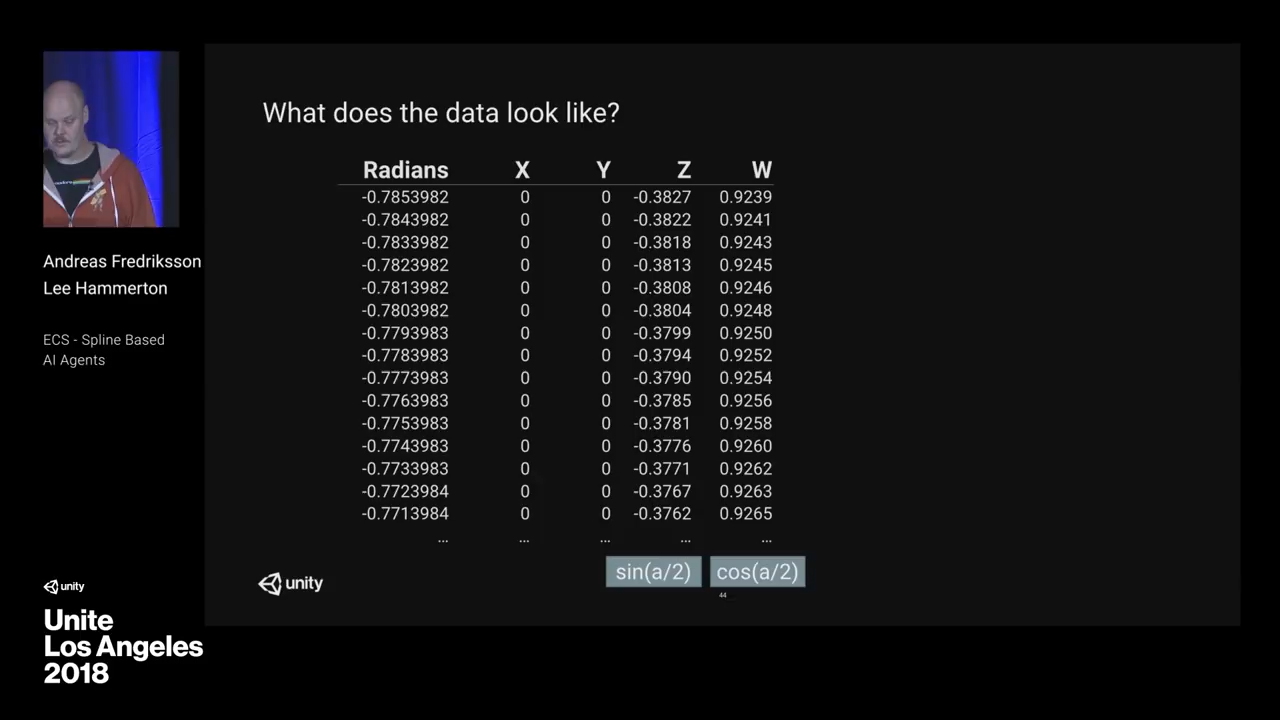 What does the data look like?
Radians X Y Z W
-0.7853982 0 0 -0.3827 0.9239
-0.7843982 0 0 -0.3822 0.9241
-0.7833982 0 0 -0.3818 0.9243
-0.7823982 0 0 -0.3813 0.9245
-0.7813982 0 0 -0.3808 0.9246
-0.7803982 0 0 -0.3804 0.9248
-0.7793983 0 0 -0.3799 0.9250
-0.7783983 0 0 -0.3794 0.9252
-0.7773983 0 0 -0.3790 0.9254
-0.7763983 0 0 -0.3785 0.9256
-0.7753983 0 0 -0.3781 0.9258
-0.7743983 0 0 -0.3776 0.9260
-0.7733983 0 0 -0.3771 0.9262
-0.7723984 0 0 -0.3767 0.9263
-0.7713984 0 0 -0.3762 0.9265
... ... ... ... ...
sin(a/2) cos(a/2)
unity
44
Andreas Fredriksson
Lee Hammerton
ECS - Spline Based
AI Agents
unity
Unite
Los Angeles
2018